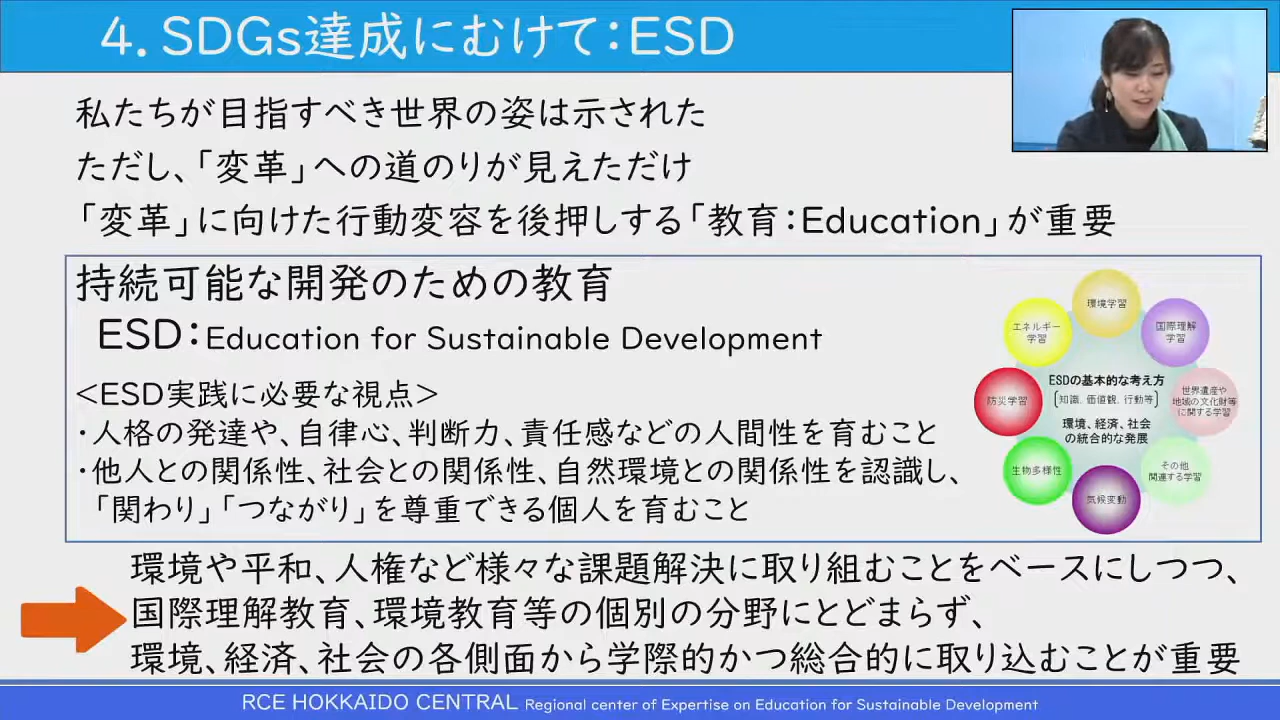 4. SDGs達成にむけて：ESD
私たちが目指すべき世界の姿は示された
ただし、「変革」への道のりが見えただけ
「変革」に向けた行動変容を後押しする「教育：Education」が重要
持続可能な開発のための教育
ESD：Education for Sustainable Development
<ESD実践に必要な視点>
・人格の発達や、自律心、判断力、責任感などの人間性を育むこと
・他人との関係性、社会との関係性、自然環境との関係性を認識し、
「関わり」「つながり」を尊重できる個人を育むこと
環境学習
国際理解
学習
世界遺産や
地域の文化財等
に関する学習
その他
関連する学習
気候変動
生物多様性
防災学習
エネルギー
学習
ESDの基本的な考え方
[知識、価値観、行動等]
環境、経済、社会
の統合的な発展
環境や平和、人権など様々な課題解決に取り組むことをベースにしつつ、
国際理解教育、環境教育等の個別の分野にとどまらず、
環境、経済、社会の各側面から学際的かつ総合的に取り込むことが重要
RCE HOKKAIDO CENTRAL Regional center of Expertise on Education for Sustainable Development